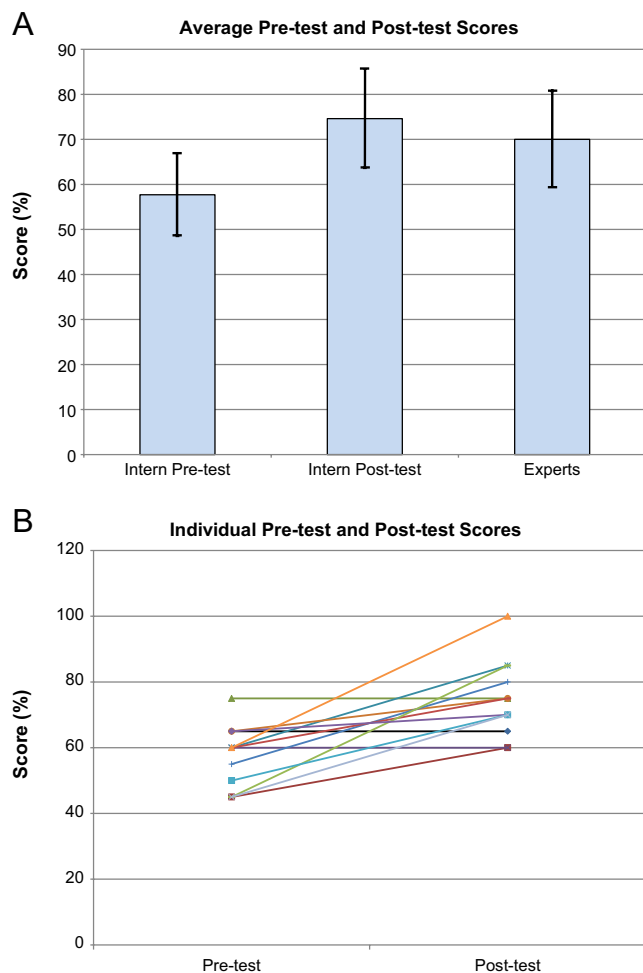 A
Average Pre-test and Post-test Scores
90
80
70
60
50
40
30
20
10
0
Score (%)
Intern Pre-test Intern Post-test Experts
B
Individual Pre-test and Post-test Scores
120
100
80
60
40
20
0
Score (%)
Pre-test Post-test